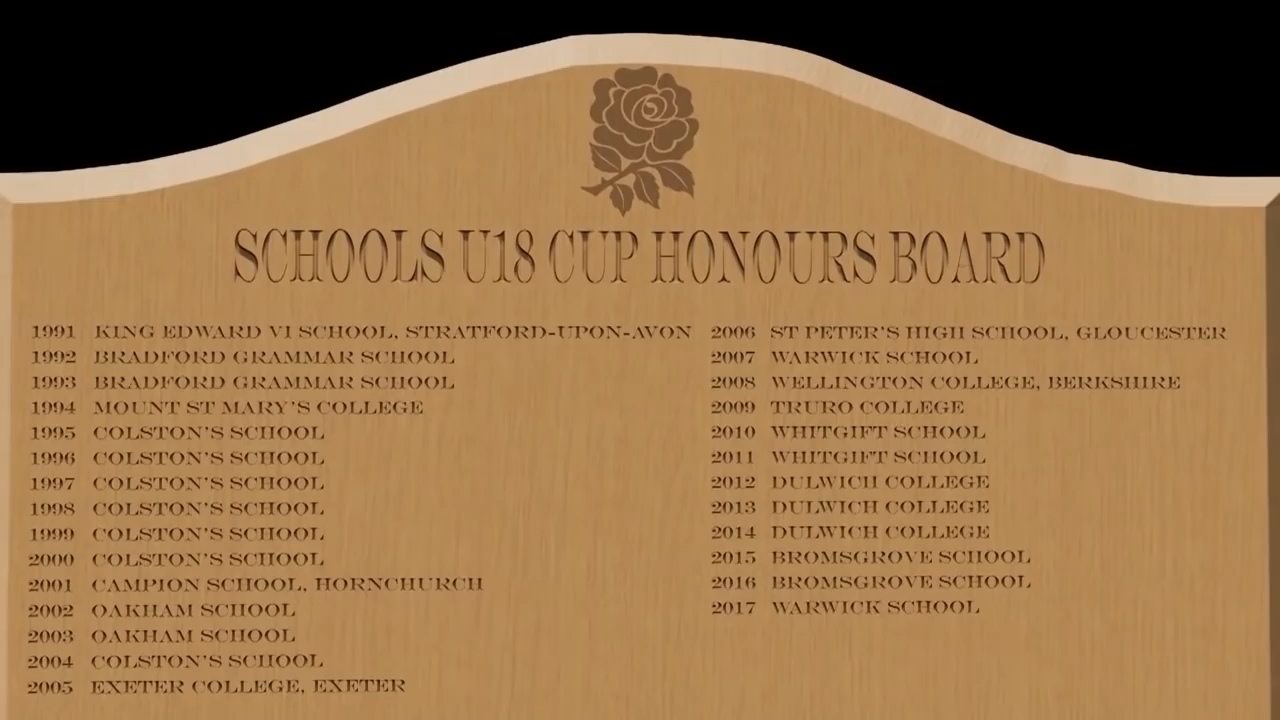 SCHOOLS U18 CUP HONOURS BOARD
1991 KING EDWARD VI SCHOOL, STRATFORD-UPON-AVON
1992 BRADFORD GRAMMAR SCHOOL
1993 BRADFORD GRAMMAR SCHOOL
1994 MOUNT ST MARY'S COLLEGE
1995 COLSTON'S SCHOOL
1996 COLSTON'S SCHOOL
1997 COLSTON'S SCHOOL
1998 COLSTON'S SCHOOL
1999 COLSTON'S SCHOOL
2000 COLSTON'S SCHOOL
2001 CAMPION SCHOOL, HORNCHURCH
2002 OAKHAM SCHOOL
2003 OAKHAM SCHOOL
2004 COLSTON'S SCHOOL
2005 EXETER COLLEGE, EXETER
2006 ST PETER'S HIGH SCHOOL, GLOUCESTER
2007 WARWICK SCHOOL
2008 WELLINGTON COLLEGE, BERKSHIRE
2009 TRURO COLLEGE
2010 WHITGIFT SCHOOL
2011 WHITGIFT SCHOOL
2012 DULWICH COLLEGE
2013 DULWICH COLLEGE
2014 DULWICH COLLEGE
2015 BROMSGROVE SCHOOL
2016 BROMSGROVE SCHOOL
2017 WARWICK SCHOOL